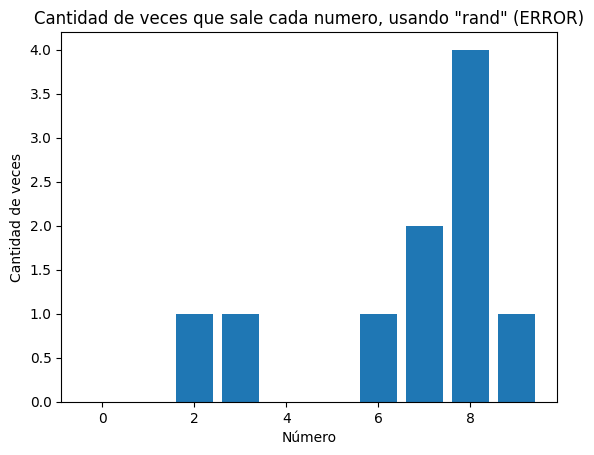 Cantidad de veces que sale cada numero, usando "rand" (ERROR)
4.0
3.5
3.0
2.5
2.0
1.5
1.0
0.5
0.0
Cantidad de veces
0 2 4 6 8
Número